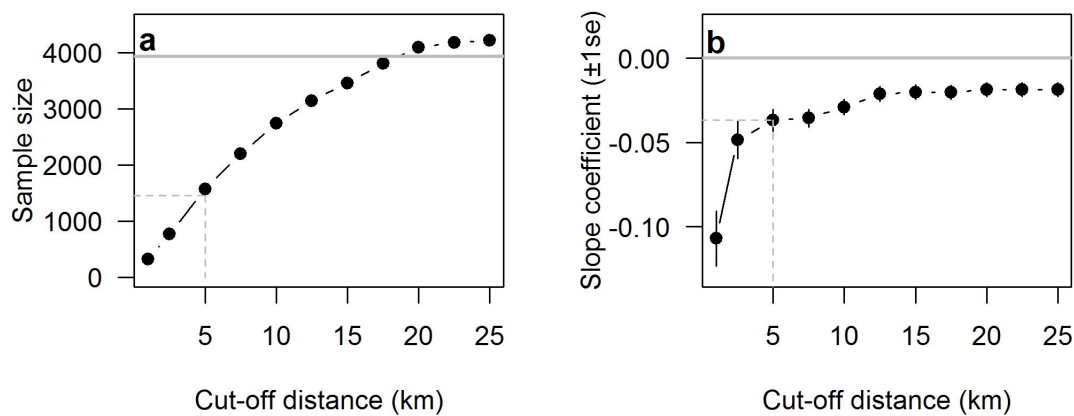 a
4000
3000
2000
1000
0
Sample size
5 10 15 20 25
Cut-off distance (km)
b
0.00
-0.05
-0.10
Slope coefficient (±1se)
5 10 15 20 25
Cut-off distance (km)